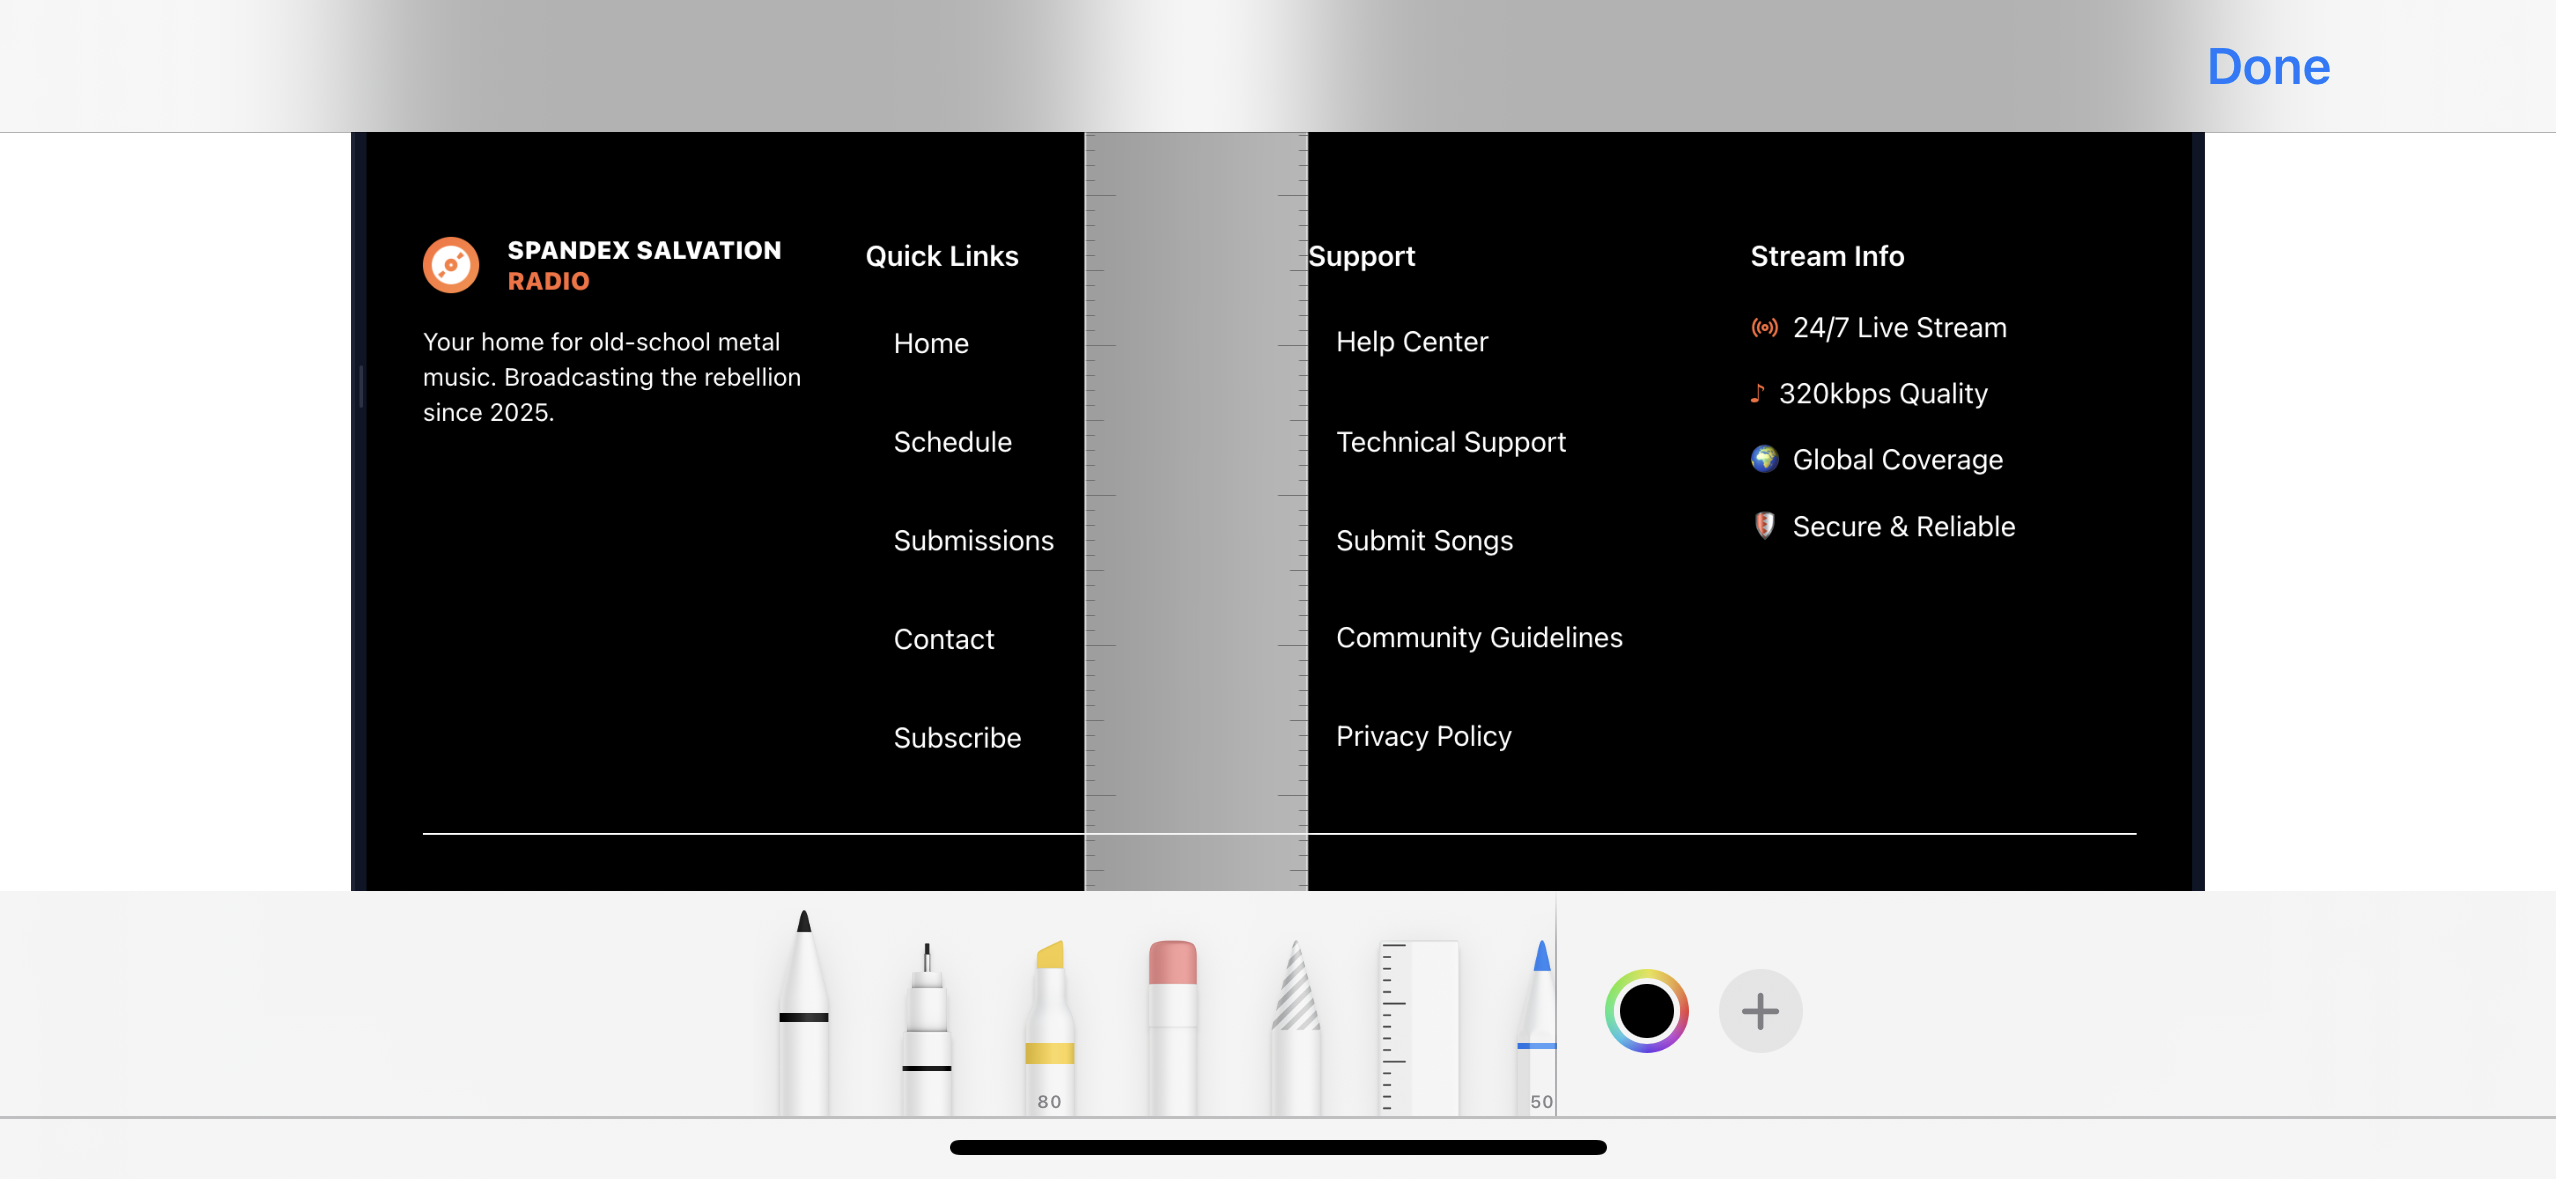 Done
SPANDEX SALVATION
RADIO
Your home for old-school metal
music. Broadcasting the rebellion
since 2025.
Quick Links
Home
Schedule
Submissions
Contact
Subscribe
Support
Help Center
Technical Support
Submit Songs
Community Guidelines
Privacy Policy
Stream Info
24/7 Live Stream
320kbps Quality
Global Coverage
Secure & Reliable
80
50